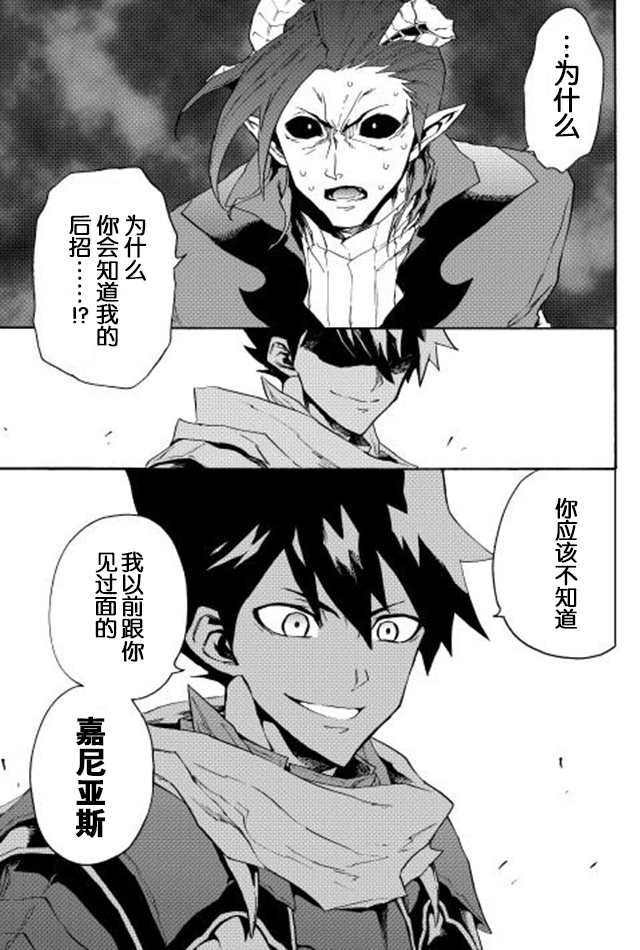 …为什么
为什么
你会知道我的
后招……!?
你应该不知道
我以前跟你
见过面的
嘉尼亚斯